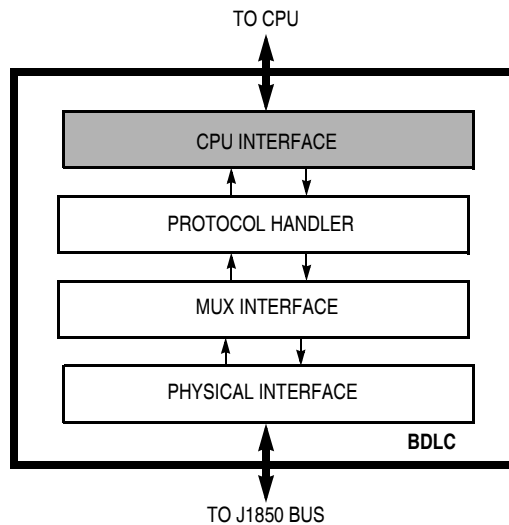 TO CPU
CPU INTERFACE
PROTOCOL HANDLER
MUX INTERFACE
PHYSICAL INTERFACE
BDLC
TO J1850 BUS